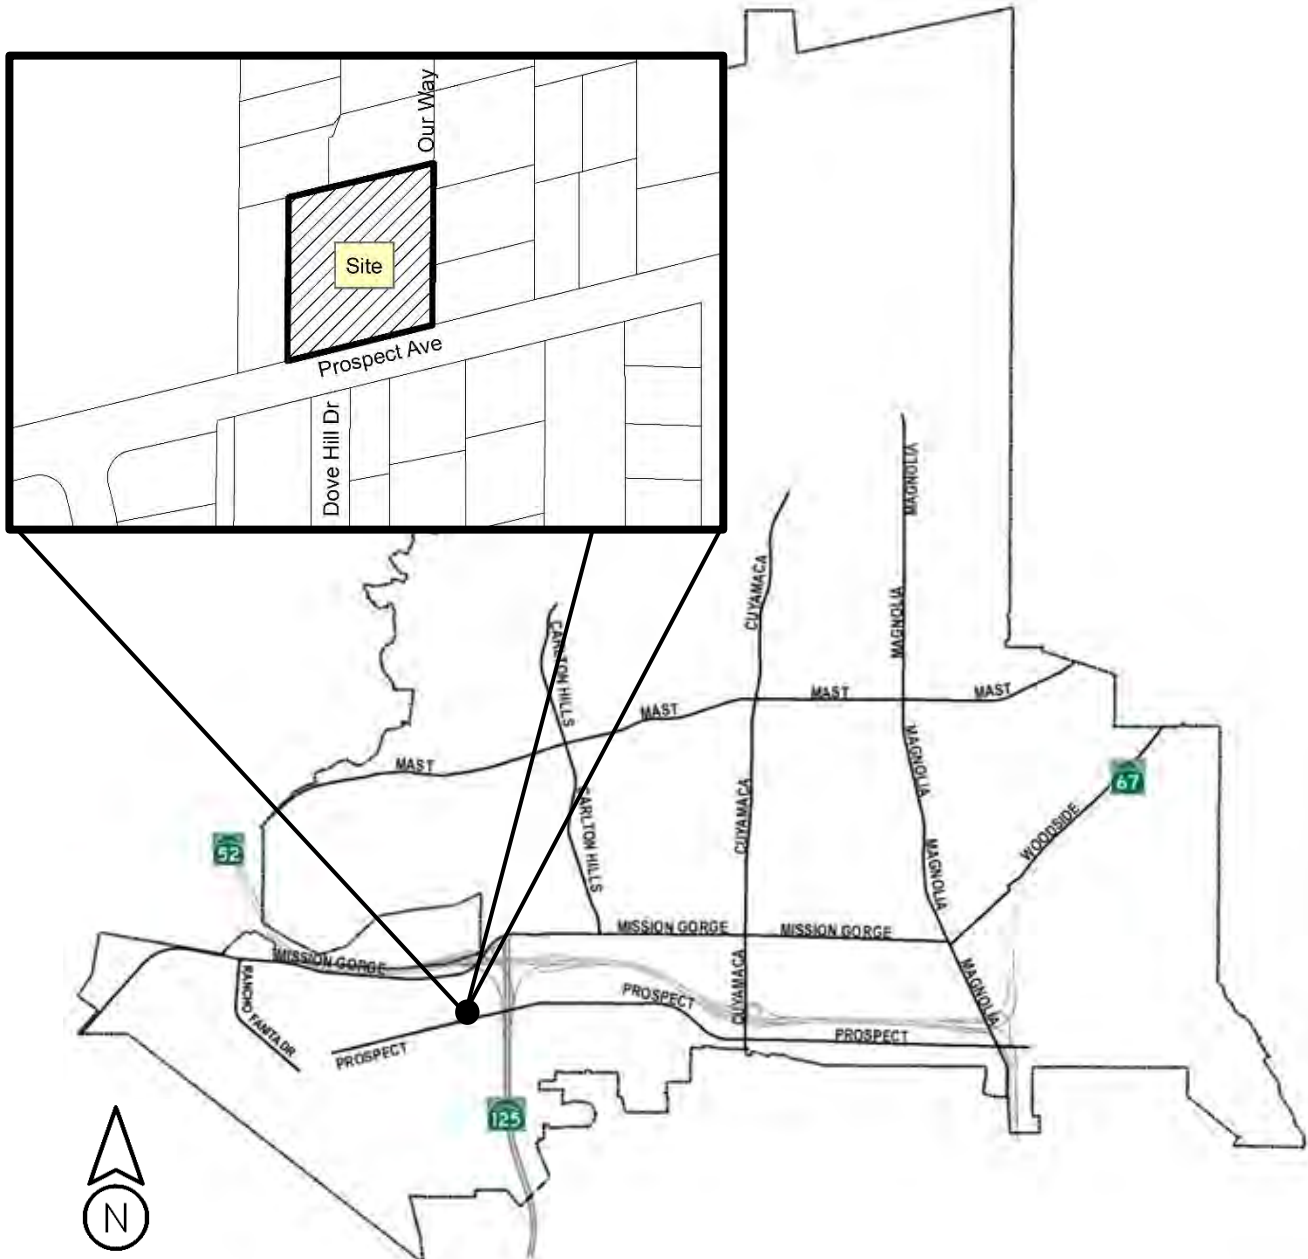 Our Way
Site
Prospect Ave
Dove Hill Dr
MAGNOLIA
CUYAMACA
MAGNOLIA
CARLTON HILLS
MAST
MAST
MAST
MAST
MAGNOLIA
67
CARLTON HILLS
CUYAMACA
WOODSIDE
52
MAGNOLIA
MISSION GORGE
MISSION GORGE
MISSION GORGE
RANCHO FANITA DR
CUYAMACA
MAGNOLIA
PROSPECT
PROSPECT
PROSPECT
125
N